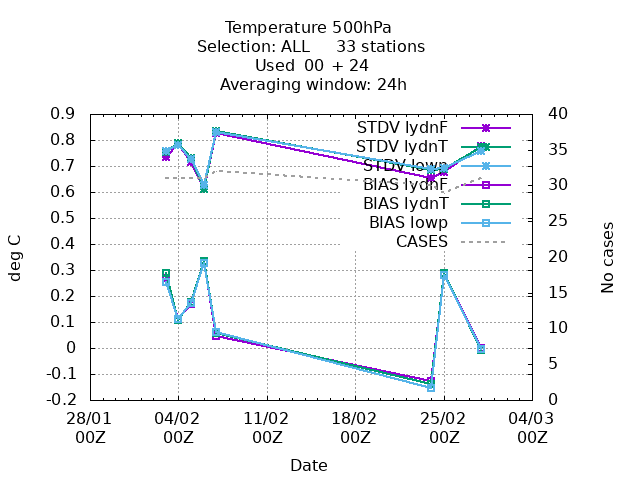 Temperature 500hPa
Selection: ALL 33 stations
Used 00 + 24
Averaging window: 24h
0.9
0.8
0.7
0.6
0.5
0.4
0.3
0.2
0.1
0
-0.1
-0.2
40
35
30
25
20
15
10
5
0
deg C
No cases
STDV lydnF
STDV lydnT
STDV lowp
BIAS lydnF
BIAS lydnT
BIAS lowp
CASES
28/01 04/02 11/02 18/02 25/02 04/03
00Z 00Z 00Z 00Z 00Z 00Z
Date